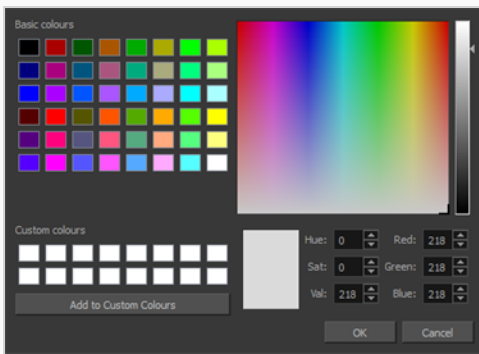 Basic colours
Custom colours
Hue: 0 Red: 218
Sat: 0 Green: 218
Val: 218 Blue: 218
Add to Custom Colours
OK Cancel